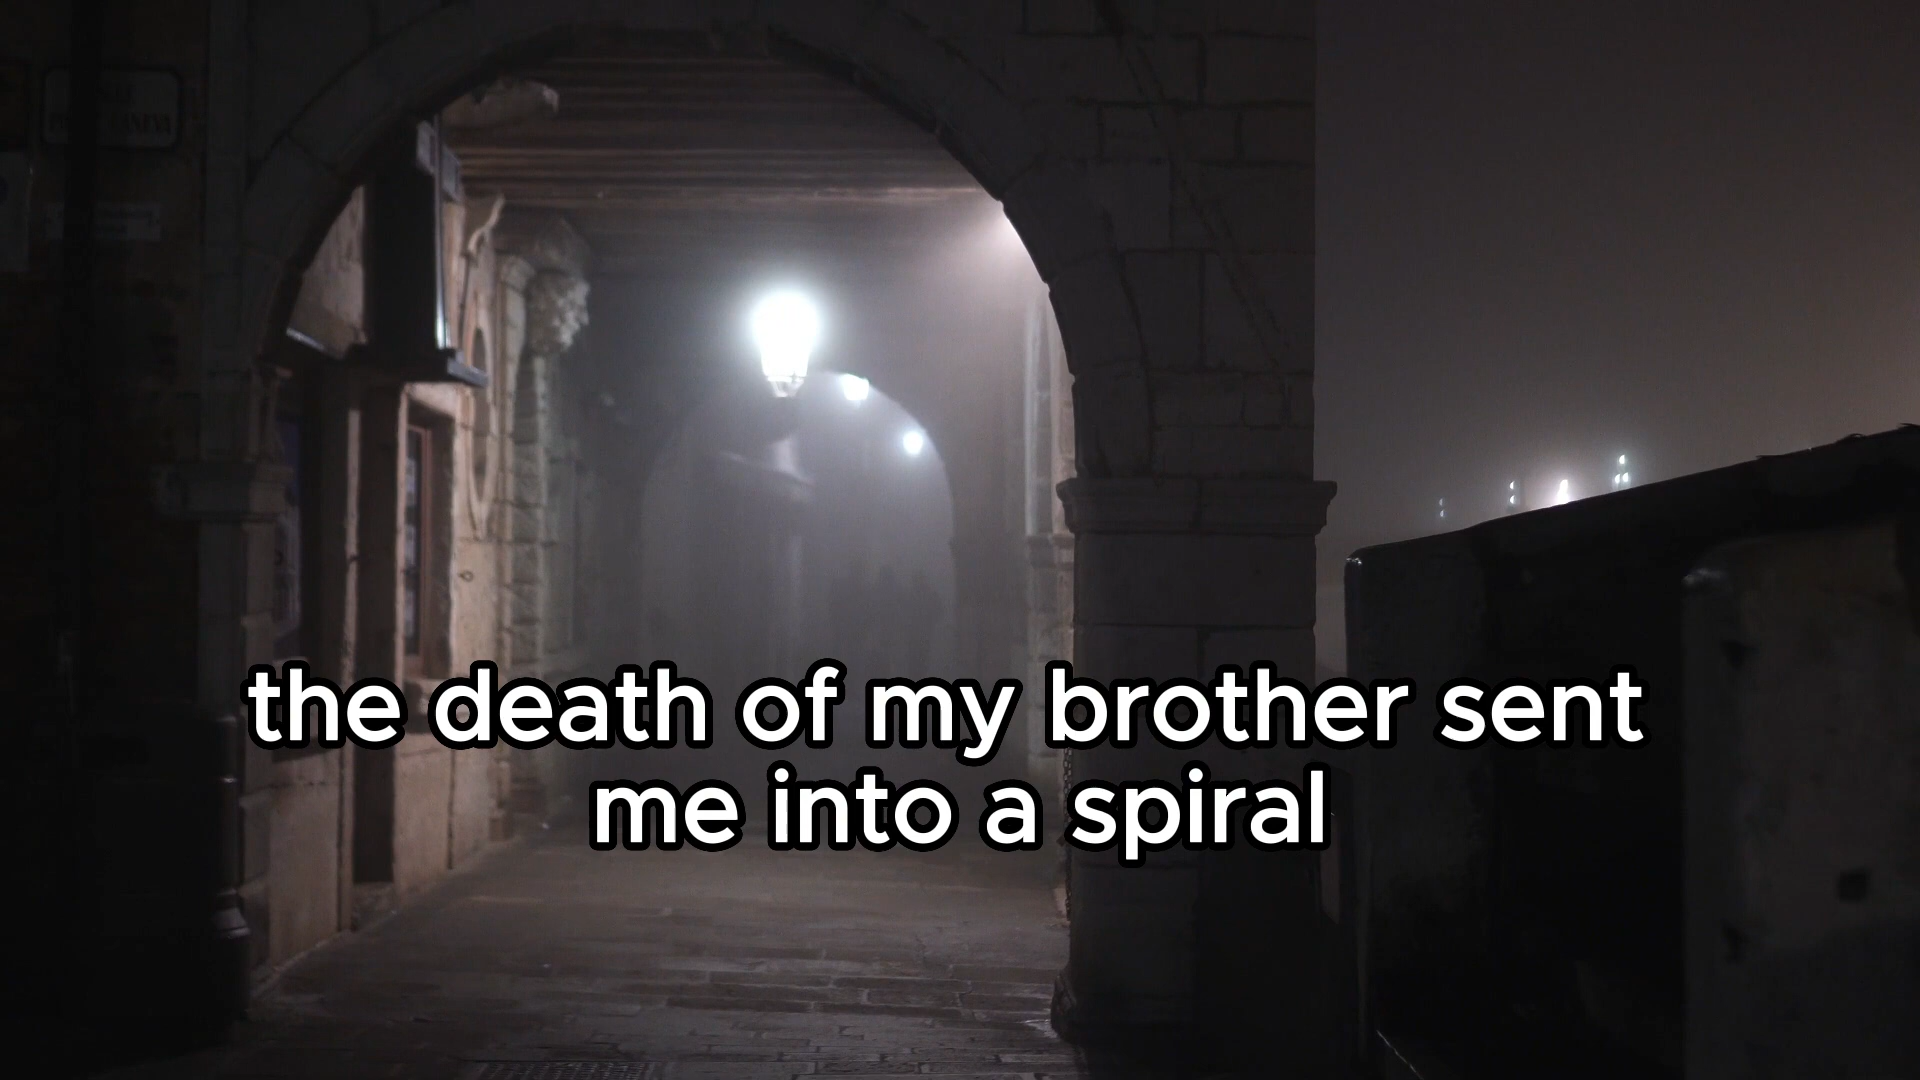 the death of my brother sent
me into a spiral